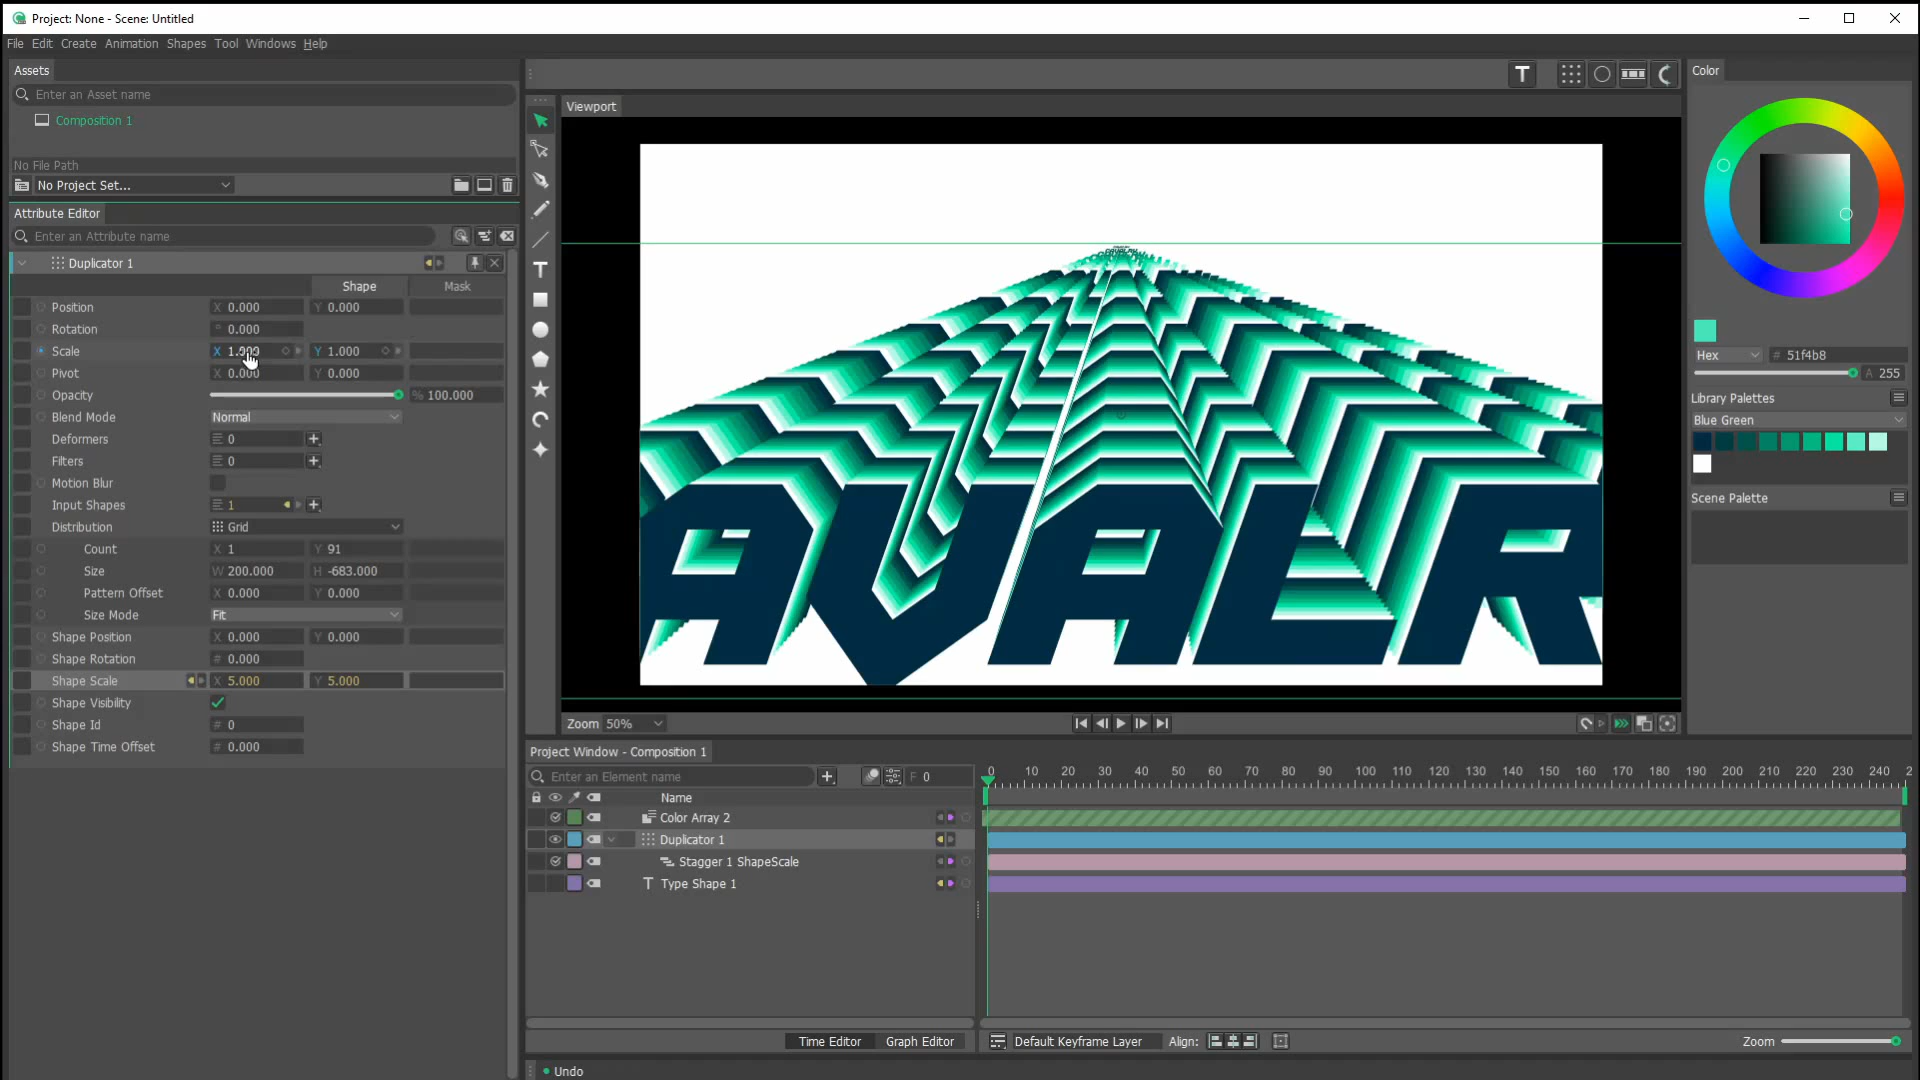 Project: None - Scene: Untitled
File Edit Create Animation Shapes Tool Windows Help
Assets
Enter an Asset name
Composition 1
No File Path
No Project Set...
Attribute Editor
Enter an Attribute name
Duplicator 1
Shape Mask
Position X 0.000 Y 0.000
Rotation ° 0.000
Scale X 1.000 Y 1.000
Pivot X 0.000 Y 0.000
Opacity % 100.000
Blend Mode Normal
Deformers 0
Filters 0
Motion Blur
Input Shapes 1
Distribution Grid
Count X 1 Y 91
Size W 200.000 H -683.000
Pattern Offset X 0.000 Y 0.000
Size Mode Fit
Shape Position X 0.000 Y 0.000
Shape Rotation # 0.000
Shape Scale X 5.000 Y 5.000
Shape Visibility
Shape Id # 0
Shape Time Offset # 0.000
T
Viewport
T
AVALR
Zoom 50%
Color
Hex # 51f4b8
A 255
Library Palettes
Blue Green
Scene Palette
Project Window - Composition 1
Enter an Element name F 0
Name
Color Array 2
Duplicator 1
Stagger 1 ShapeScale
T Type Shape 1
0 10 20 30 40 50 60 70 80 90 100 110 120 130 140 150 160 170 180 190 200 210 220 230 240 2
Time Editor Graph Editor Default Keyframe Layer Align: Zoom
Undo